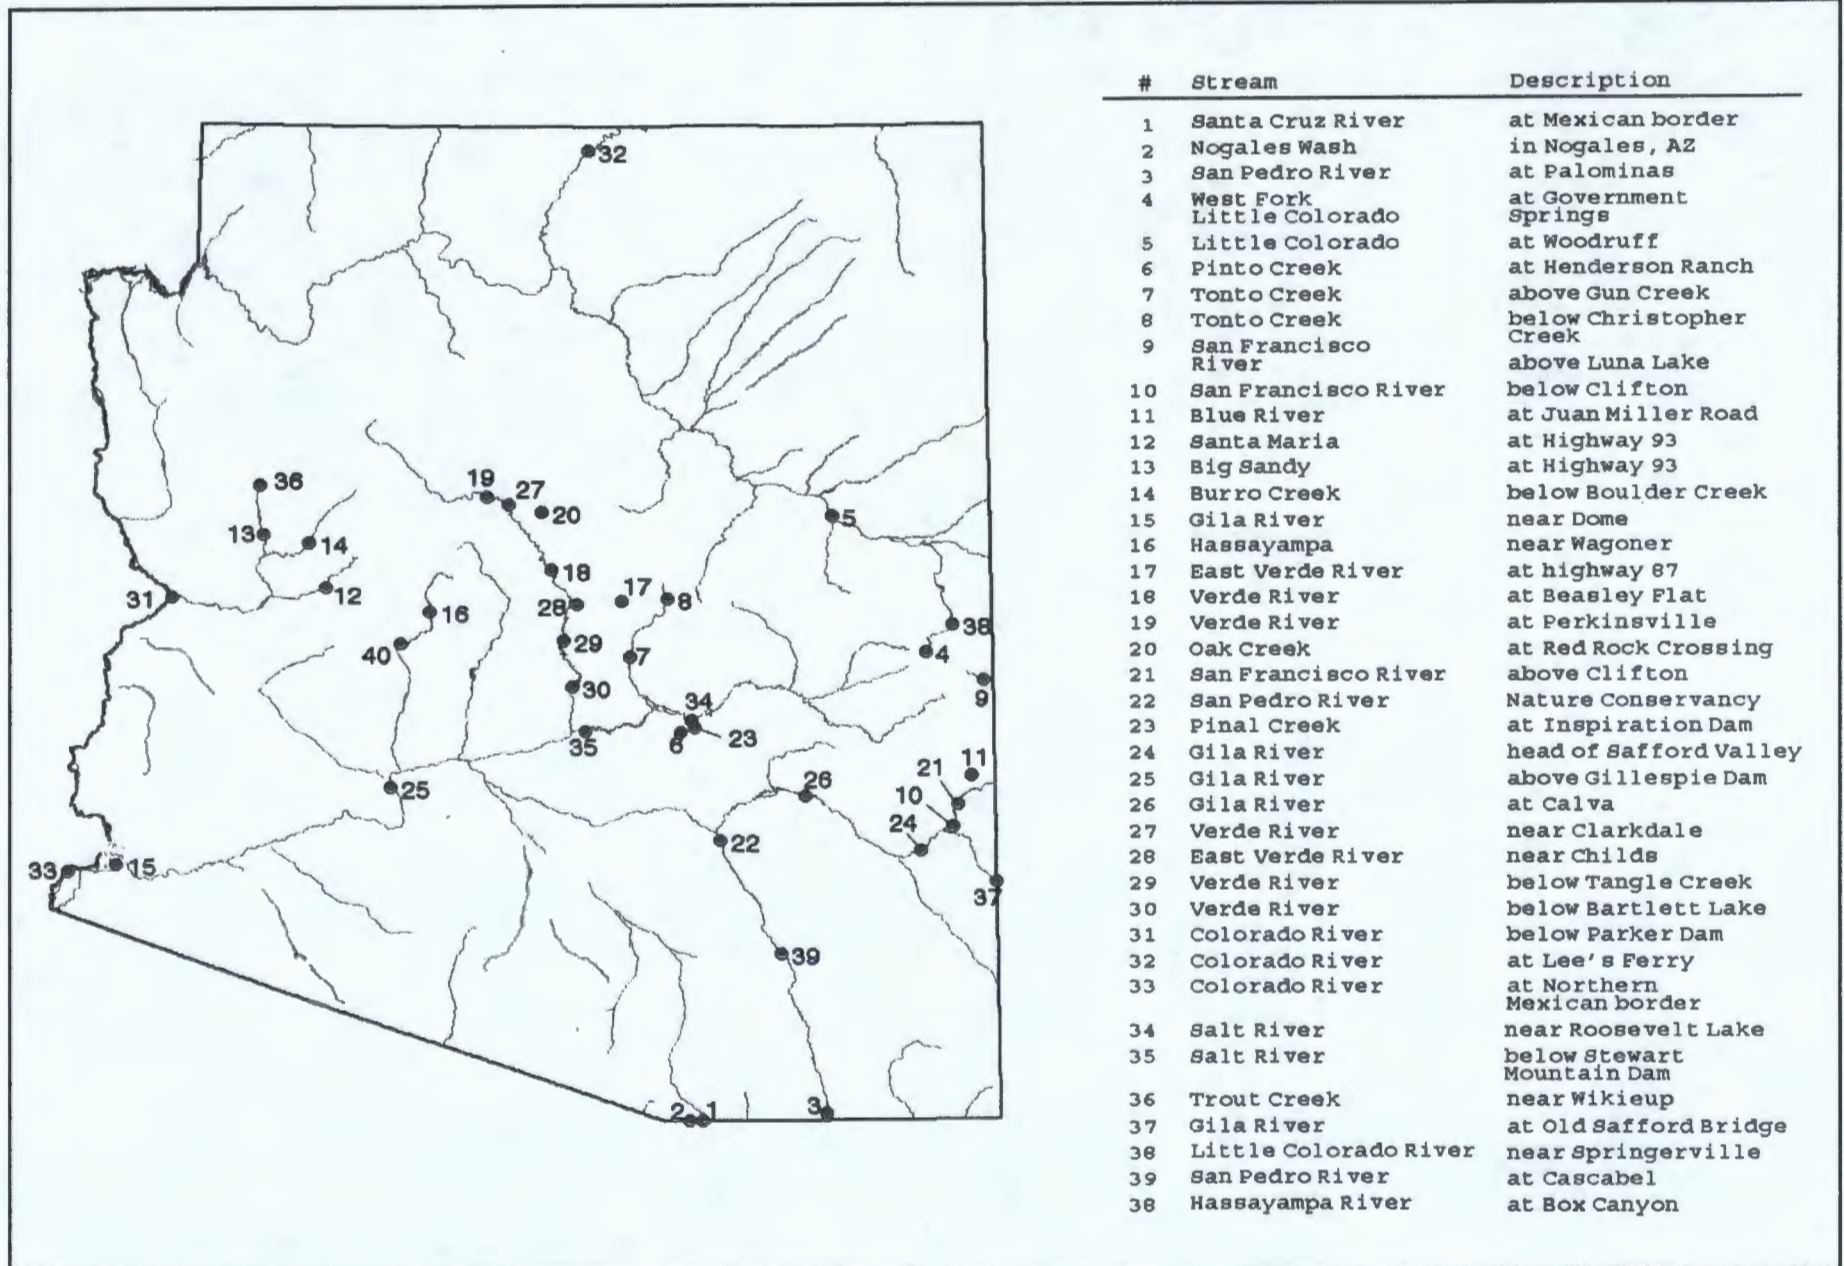 # Stream Description
1 Santa Cruz River at Mexican border
2 Nogales Wash in Nogales, AZ
3 San Pedro River at Palominas
4 West Fork at Government
Little Colorado Springs
5 Little Colorado at Woodruff
6 Pinto Creek at Henderson Ranch
7 Tonto Creek above Gun Creek
8 Tonto Creek below Christopher
Creek
9 San Francisco
River above Luna Lake
10 San Francisco River below Clifton
11 Blue River at Juan Miller Road
12 Santa Maria at Highway 93
13 Big Sandy at Highway 93
14 Burro Creek below Boulder Creek
15 Gila River near Dome
16 Hassayampa near Wagoner
17 East Verde River at highway 87
18 Verde River at Beasley Flat
19 Verde River at Perkinsville
20 Oak Creek at Red Rock Crossing
21 San Francisco River above Clifton
22 San Pedro River Nature Conservancy
23 Pinal Creek at Inspiration Dam
24 Gila River head of Safford Valley
25 Gila River above Gillespie Dam
26 Gila River at Calva
27 Verde River near Clarkdale
28 East Verde River near Childs
29 Verde River below Tangle Creek
30 Verde River below Bartlett Lake
31 Colorado River below Parker Dam
32 Colorado River at Lee's Ferry
33 Colorado River at Northern
Mexican border
34 Salt River near Roosevelt Lake
35 Salt River below Stewart
Mountain Dam
36 Trout Creek near Wikieup
37 Gila River at Old Safford Bridge
38 Little Colorado River near Springerville
39 San Pedro River at Cascabel
38 Hassayampa River at Box Canyon
32
36
19
27
20
5
13
14
18
31
12
16
28
17
8
38
40
29
7
4
30
9
34
35
6
23
11
21
25
26
10
24
22
33
15
37
39
2
1
3